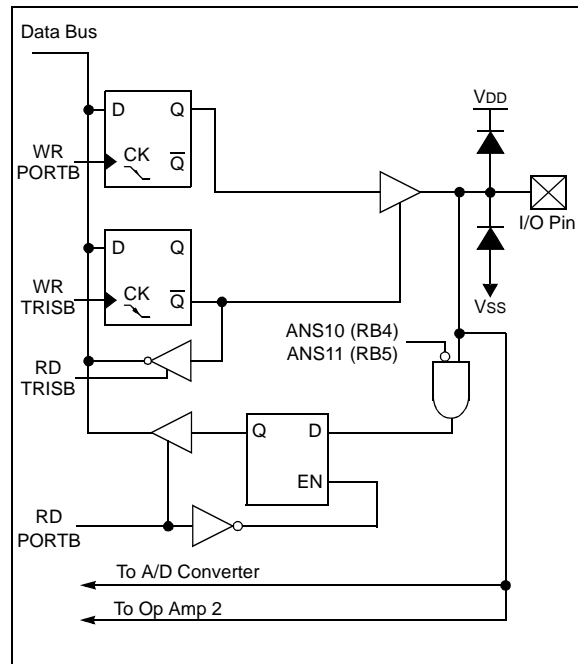 Data Bus
D Q
WR
PORTB
CK Q
VDD
I/O Pin
D Q
WR
TRISB
CK Q
VSS
RD
TRISB
ANS10 (RB4)
ANS11 (RB5)
Q D
EN
RD
PORTB
To A/D Converter
To Op Amp 2